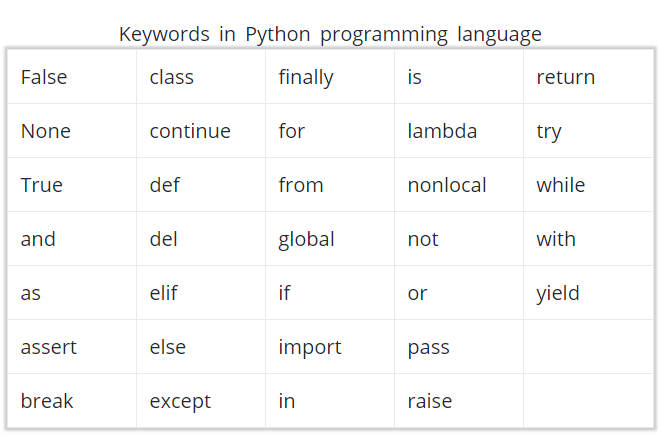 Keywords in Python programming language
False class finally is return
None continue for lambda try
True def from nonlocal while
and del global not with
as elif if or yield
assert else import pass
break except in raise